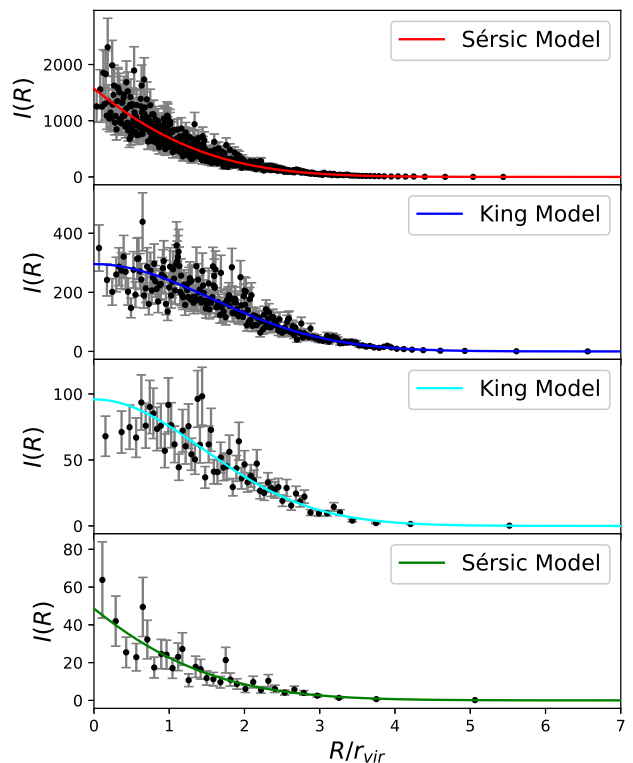 Sérsic Model
I(R)
2000
1000
0
King Model
I(R)
400
200
0
King Model
I(R)
100
50
0
Sérsic Model
I(R)
80
60
40
20
0
0 1 2 3 4 5 6 7
R/r_vir